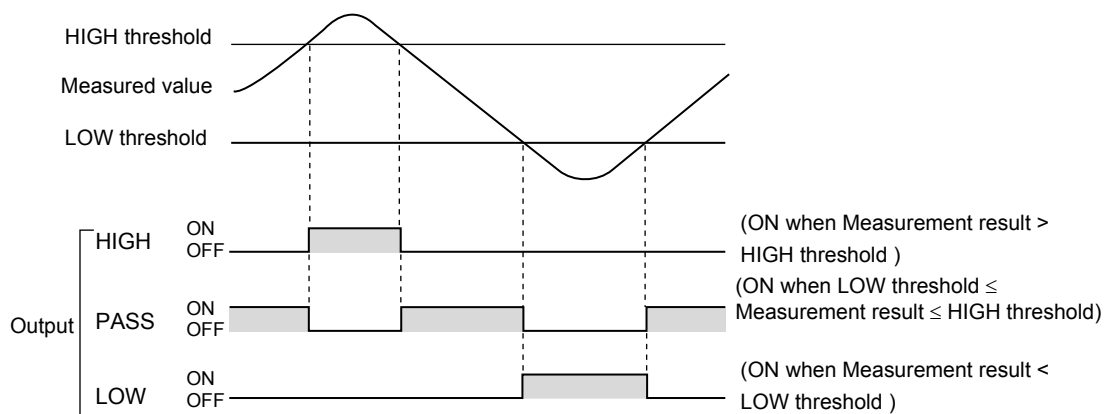 HIGH threshold
Measured value
LOW threshold
Output
HIGH
ON
OFF
(ON when Measurement result >
HIGH threshold )
PASS
ON
OFF
(ON when LOW threshold ≤
Measurement result ≤ HIGH threshold)
LOW
ON
OFF
(ON when Measurement result <
LOW threshold )